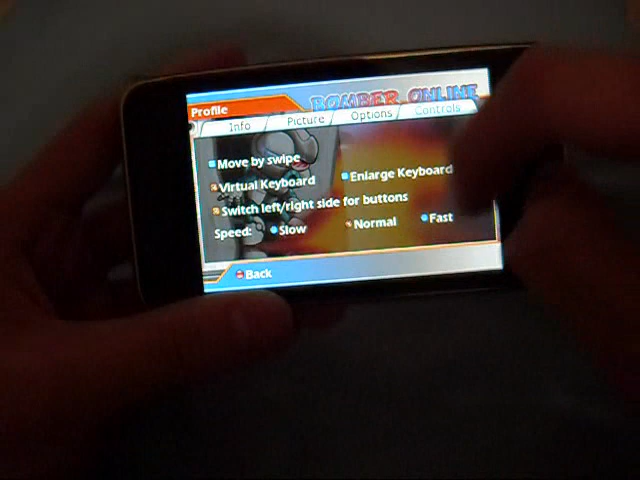 BOMBER ONLINE
Profile
Info Picture Options Controls
Move by swipe
Virtual Keyboard Enlarge Keyboard
Switch left/right side for buttons
Speed: Slow Normal Fast
Back